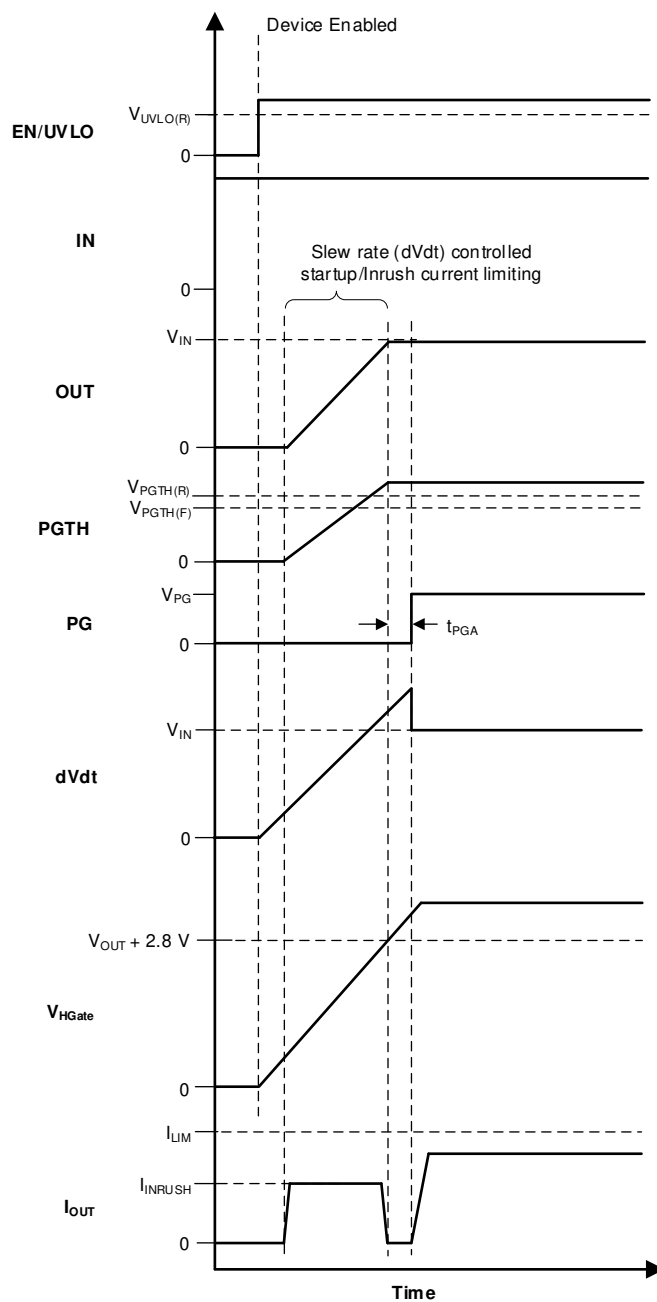 Device Enabled
V_UVLO(R)
EN/UVLO
0
IN
Slew rate (dVdt) controlled
startup/Inrush current limiting
0
V_IN
OUT
0
V_PGTH(R)
V_PGTH(F)
PGTH
0
V_PG
PG
t_PGA
0
V_IN
dVdt
0
V_OUT + 2.8 V
V_HGate
0
I_LIM
I_INRUSH
I_OUT
0
Time